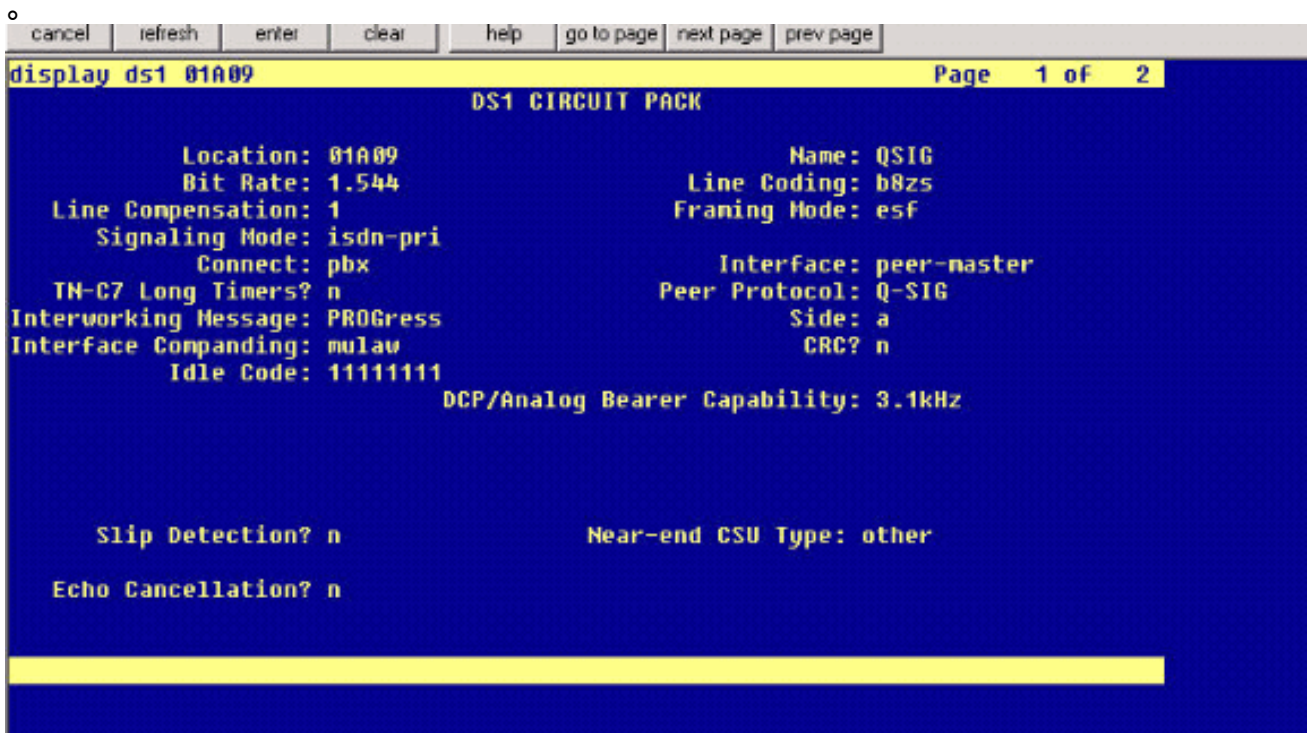 。
cancel refresh enter clear help go to page next page prev page
display ds1 01A09 Page 1 of 2
DS1 CIRCUIT PACK
Location: 01A09 Name: QSIG
Bit Rate: 1.544 Line Coding: b8zs
Line Compensation: 1 Framing Mode: esf
Signaling Mode: isdn-pri
Connect: pbx Interface: peer-master
TN-C7 Long Timers? n Peer Protocol: Q-SIG
Interworking Message: PROGress Side: a
Interface Companding: mulaw CRC? n
Idle Code: 11111111
DCP/Analog Bearer Capability: 3.1kHz
Slip Detection? n Near-end CSU Type: other
Echo Cancellation? n